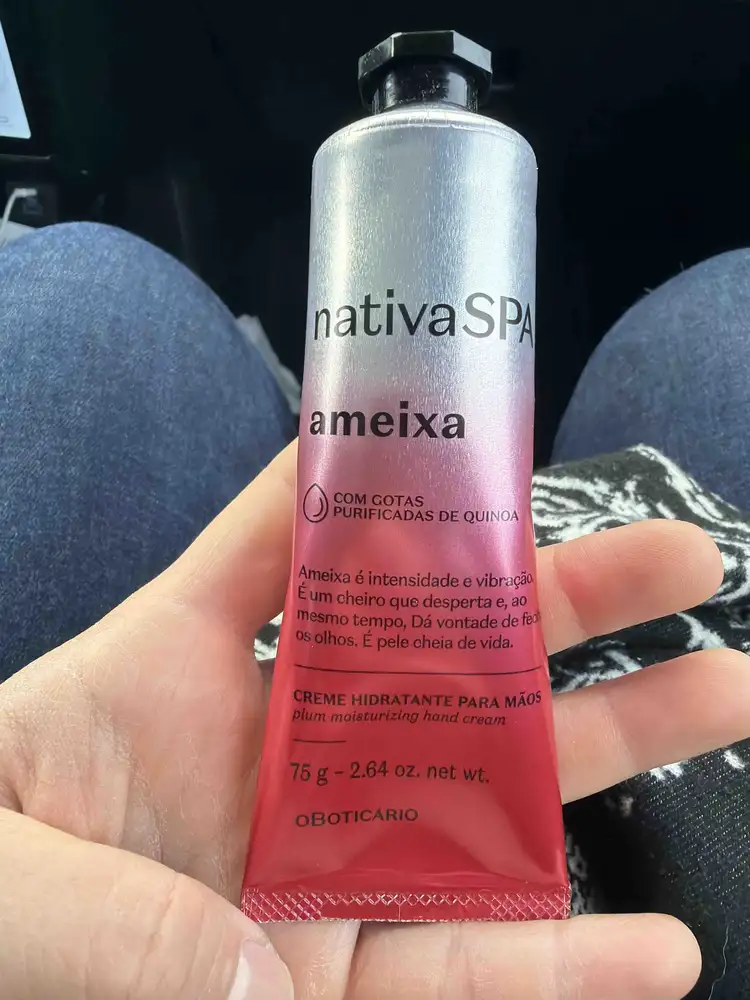 nativaSPA
ameixa
COM GOTAS
PURIFICADAS DE QUINOA
Ameixa é intensidade e vibração.
É um cheiro que desperta e, ao
mesmo tempo, Dá vontade de
os olhos. É pele cheia de vida.
CREME HIDRATANTE PARA MÃOS
plum moisturizing hand cream
75 g - 2.64 oz. net wt.
oBOTICÁRIO